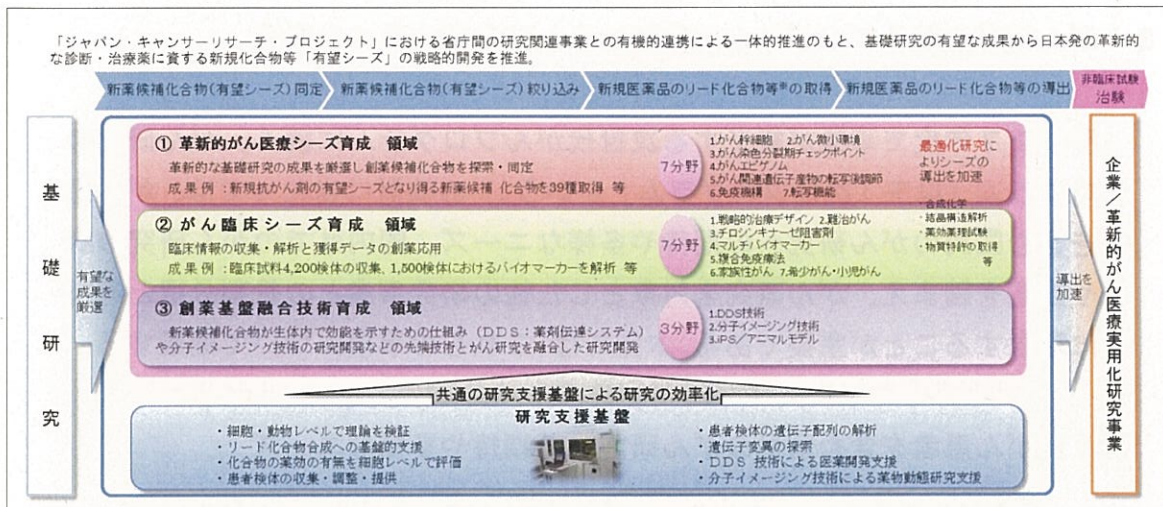 「ジャパン・キャンサーリサーチ・プロジェクト」における省庁間の研究関連事業との有機的連携による一体的推進のもと、基礎研究の有望な成果から日本発の革新的
な診断・治療薬に資する新規化合物等「有望シーズ」の戦略的開発を推進。
新薬候補化合物(有望シーズ)同定
新薬候補化合物(有望シーズ)絞り込み
新規医薬品のリード化合物等※の取得
新規医薬品のリード化合物等の導出
非臨床試験
治験
基礎研究
有望な
成果を
厳選
① 革新的がん医療シーズ育成 領域
革新的な基礎研究の成果を厳選し創薬候補化合物を探索・同定
成果例:新規抗がん剤の有望シーズとなり得る新薬候補 化合物を39種取得 等
7分野
1.がん幹細胞 2.がん微小環境
3.がん染色分裂期チェックポイント
4.がんエピゲノム
5.がん関連遺伝子産物の転写後調節
6.免疫機構 7.転写機能
最適化研究に
よりシーズの
導出を加速
・合成化学
・結晶構造解析
・薬効薬理試験
・物質特許の取得
等
② がん臨床シーズ育成 領域
臨床情報の収集・解析と獲得データの創薬応用
成果例:臨床試料4,200検体の収集、1,500検体におけるバイオマーカーを解析 等
7分野
1.戦略的治療デザイン 2.難治がん
3.チロシンキナーゼ阻害剤
4.マルチバイオマーカー
5.複合免疫療法
6.家族性がん 7.希少がん・小児がん
③ 創薬基盤融合技術育成 領域
新薬候補化合物が生体内で効能を示すための仕組み(DDS:薬剤伝達システム)
や分子イメージング技術の研究開発などの先端技術とがん研究を融合した研究開発
3分野
1.DDS技術
2.分子イメージング技術
3.iPS/アニマルモデル
導出を
加速
企業/革新的がん医療実用化研究事業
共通の研究支援基盤による研究の効率化
研究支援基盤
・細胞・動物レベルで理論を検証
・リード化合物合成への基盤的支援
・化合物の薬効の有無を細胞レベルで評価
・患者検体の収集・調整・提供
・患者検体の遺伝子配列の解析
・遺伝子変異の探索
・DDS 技術による医薬開発支援
・分子イメージング技術による薬物動態研究支援